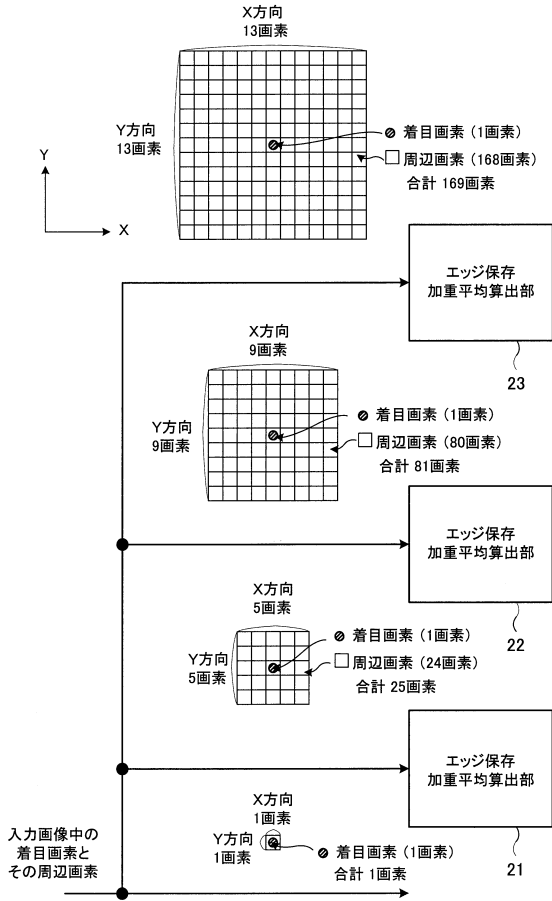 X方向
13画素
Y方向
13画素
着目画素（1画素）
周辺画素（168画素）
合計 169画素
Y
X
エッジ保存
加重平均算出部
23
X方向
9画素
Y方向
9画素
着目画素（1画素）
周辺画素（80画素）
合計 81画素
エッジ保存
加重平均算出部
22
X方向
5画素
Y方向
5画素
着目画素（1画素）
周辺画素（24画素）
合計 25画素
エッジ保存
加重平均算出部
21
X方向
1画素
Y方向
1画素
着目画素（1画素）
合計 1画素
入力画像中の
着目画素と
その周辺画素